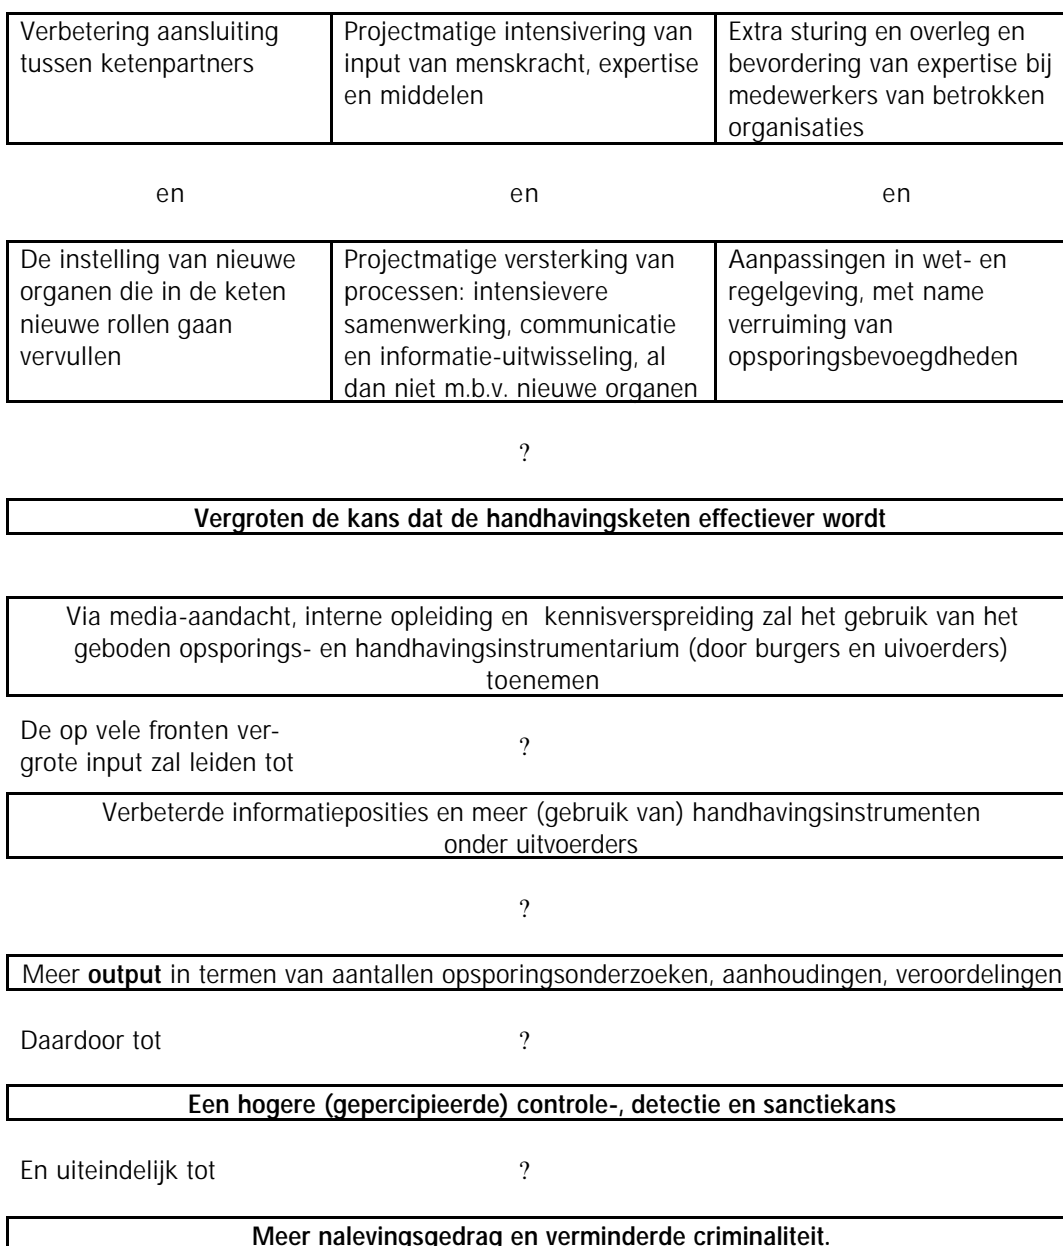 Verbetering aansluiting
tussen ketenpartners
Projectmatige intensivering van
input van menskracht, expertise
en middelen
Extra sturing en overleg en
bevordering van expertise bij
medewerkers van betrokken
organisaties
en
en
en
De instelling van nieuwe
organen die in de keten
nieuwe rollen gaan
vervullen
Projectmatige versterking van
processen: intensievere
samenwerking, communicatie
en informatie-uitwisseling, al
dan niet m.b.v. nieuwe organen
Aanpassingen in wet- en
regelgeving, met name
verruiming van
opsporingsbevoegdheden
?
Vergroten de kans dat de handhavingsketen effectiever wordt
Via media-aandacht, interne opleiding en kennisverspreiding zal het gebruik van het
geboden opsporings- en handhavingsinstrumentarium (door burgers en uivoerders)
toenemen
De op vele fronten ver-
grote input zal leiden tot
?
Verbeterde informatieposities en meer (gebruik van) handhavingsinstrumenten
onder uitvoerders
?
Meer output in termen van aantallen opsporingsonderzoeken, aanhoudingen, veroordelingen
Daardoor tot
?
Een hogere (gepercipieerde) controle-, detectie en sanctiekans
En uiteindelijk tot
?
Meer nalevingsgedrag en verminderde criminaliteit.